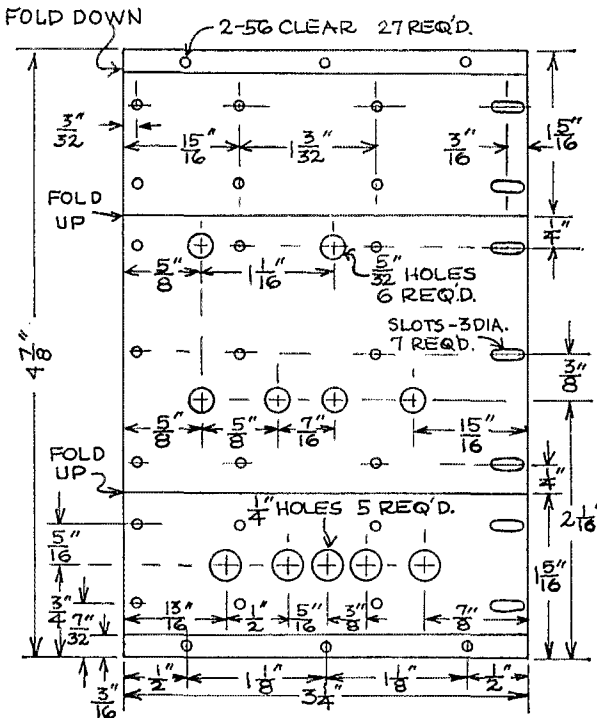 FOLD DOWN
2-56 CLEAR 27 REQ'D.
3/32"
15/16"
1 3/32"
3/16"
1 5/16"
FOLD
UP
1/4"
5/8"
1 1/16"
5/32" HOLES
6 REQ'D.
SLOTS-3DIA.
7 REQ'D.
4 7/8"
3/8"
5/8"
5/8"
7/16"
15/16"
FOLD
UP
1/4"
1/4" HOLES 5 REQ'D.
2 1/16"
5/16"
1 5/16"
3/4"
7/32"
13/16"
1/2"
5/16"
3/8"
7/8"
3/16"
1/2"
1 1/8"
1 1/8"
1/2"
3 1/4"